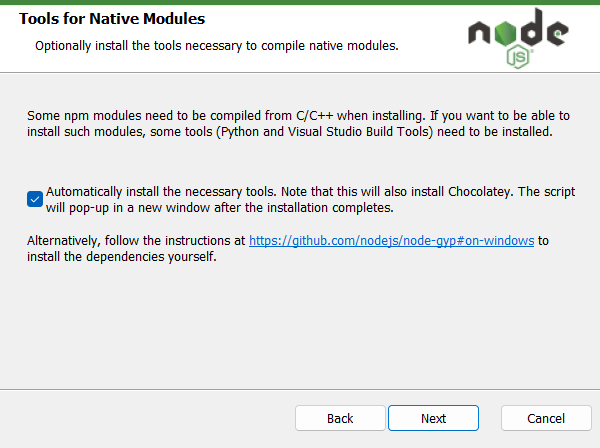 Tools for Native Modules
Optionally install the tools necessary to compile native modules.
node
JS
Some npm modules need to be compiled from C/C++ when installing. If you want to be able to
install such modules, some tools (Python and Visual Studio Build Tools) need to be installed.
Automatically install the necessary tools. Note that this will also install Chocolatey. The script
will pop-up in a new window after the installation completes.
Alternatively, follow the instructions at https://github.com/nodejs/node-gyp#on-windows to
install the dependencies yourself.
Back Next Cancel